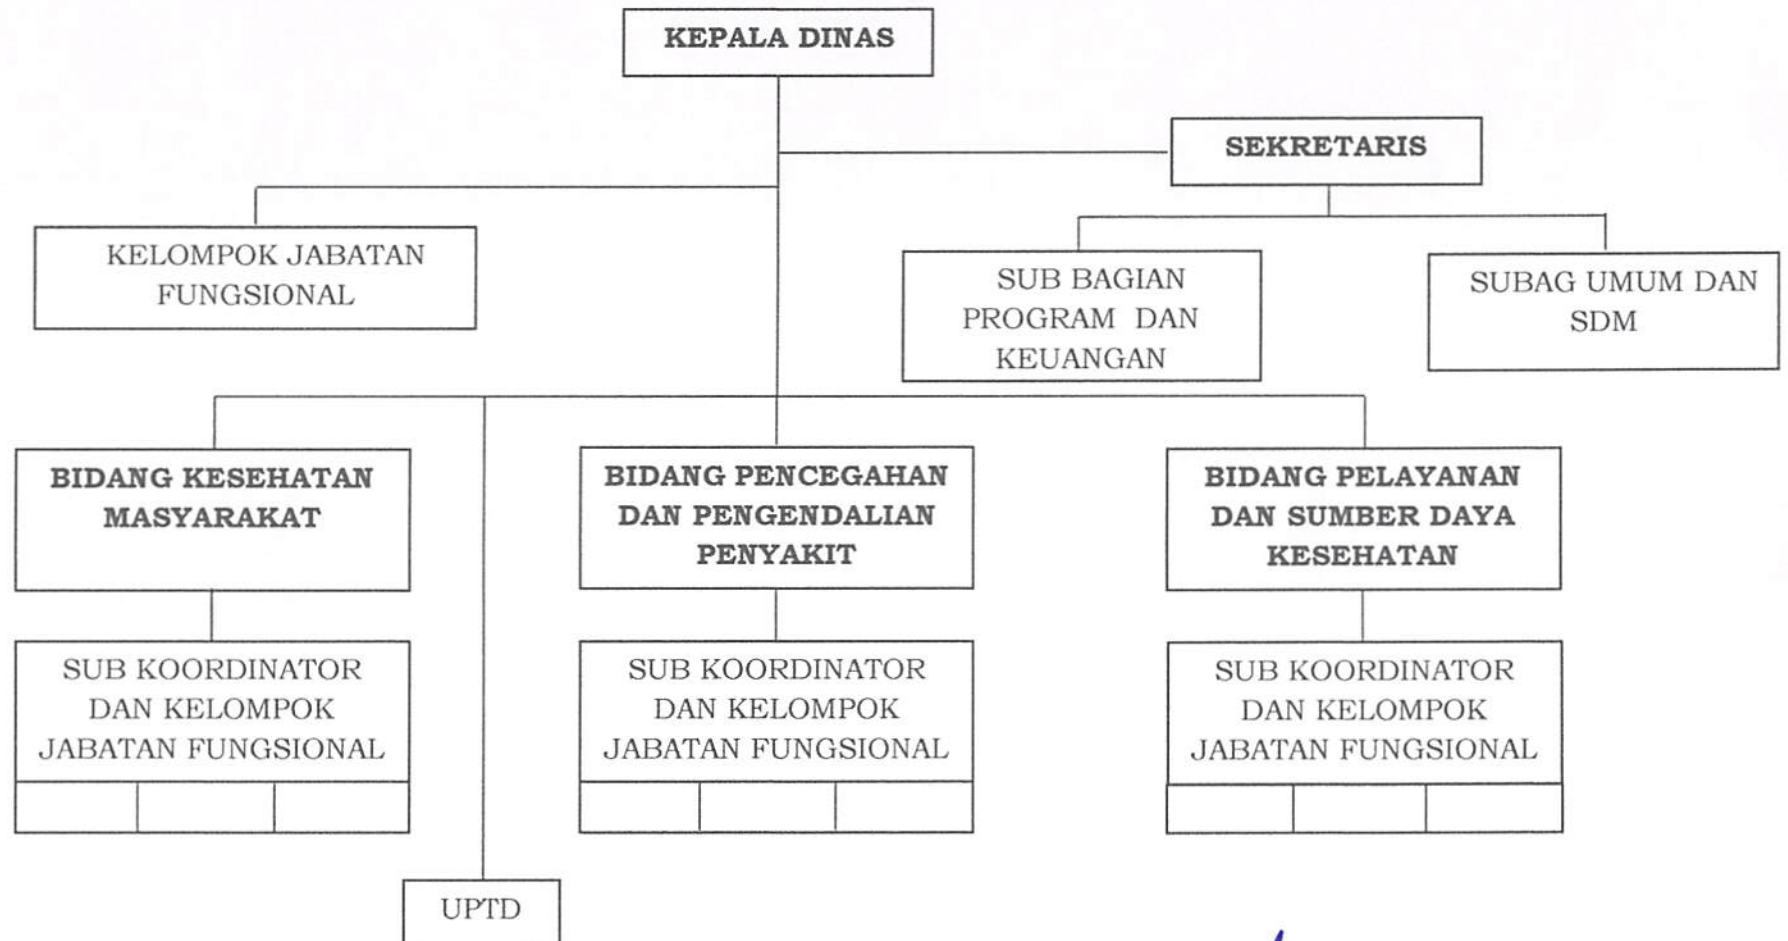 KEPALA DINAS
SEKRETARIS
KELOMPOK JABATAN
FUNGSIONAL
SUB BAGIAN
PROGRAM DAN
KEUANGAN
SUBAG UMUM DAN
SDM
BIDANG KESEHATAN
MASYARAKAT
BIDANG PENCEGAHAN
DAN PENGENDALIAN
PENYAKIT
BIDANG PELAYANAN
DAN SUMBER DAYA
KESEHATAN
SUB KOORDINATOR
DAN KELOMPOK
JABATAN FUNGSIONAL
SUB KOORDINATOR
DAN KELOMPOK
JABATAN FUNGSIONAL
SUB KOORDINATOR
DAN KELOMPOK
JABATAN FUNGSIONAL
UPTD